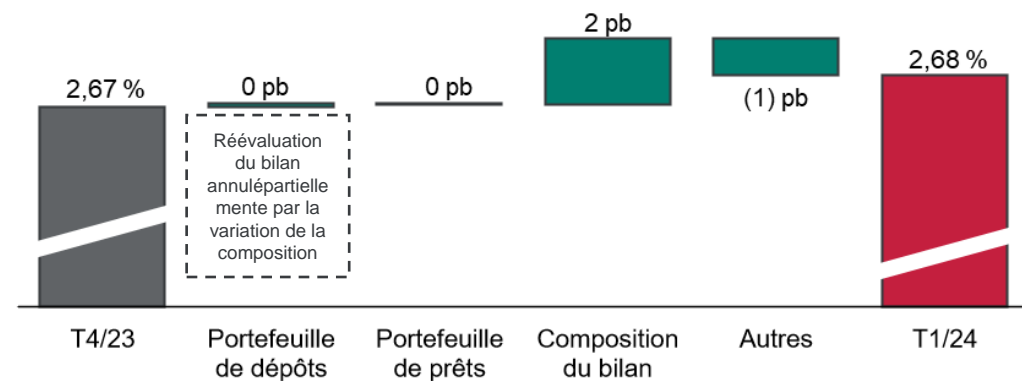 2 pb
2,67 %
0 pb
0 pb
(1) pb
2,68 %
Réévaluation
du bilan
annulépartielle
mente par la
variation de la
composition
T4/23
Portefeuille
de dépôts
Portefeuille
de prêts
Composition
du bilan
Autres
T1/24